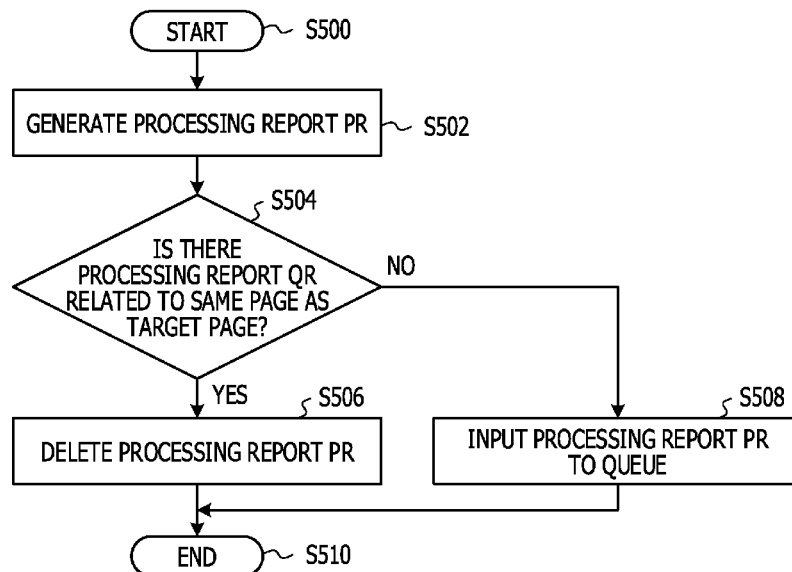 START
S500
GENERATE PROCESSING REPORT PR
S502
S504
IS THERE
PROCESSING REPORT QR
RELATED TO SAME PAGE AS
TARGET PAGE?
NO
YES
S506
S508
DELETE PROCESSING REPORT PR
INPUT PROCESSING REPORT PR
TO QUEUE
END
S510